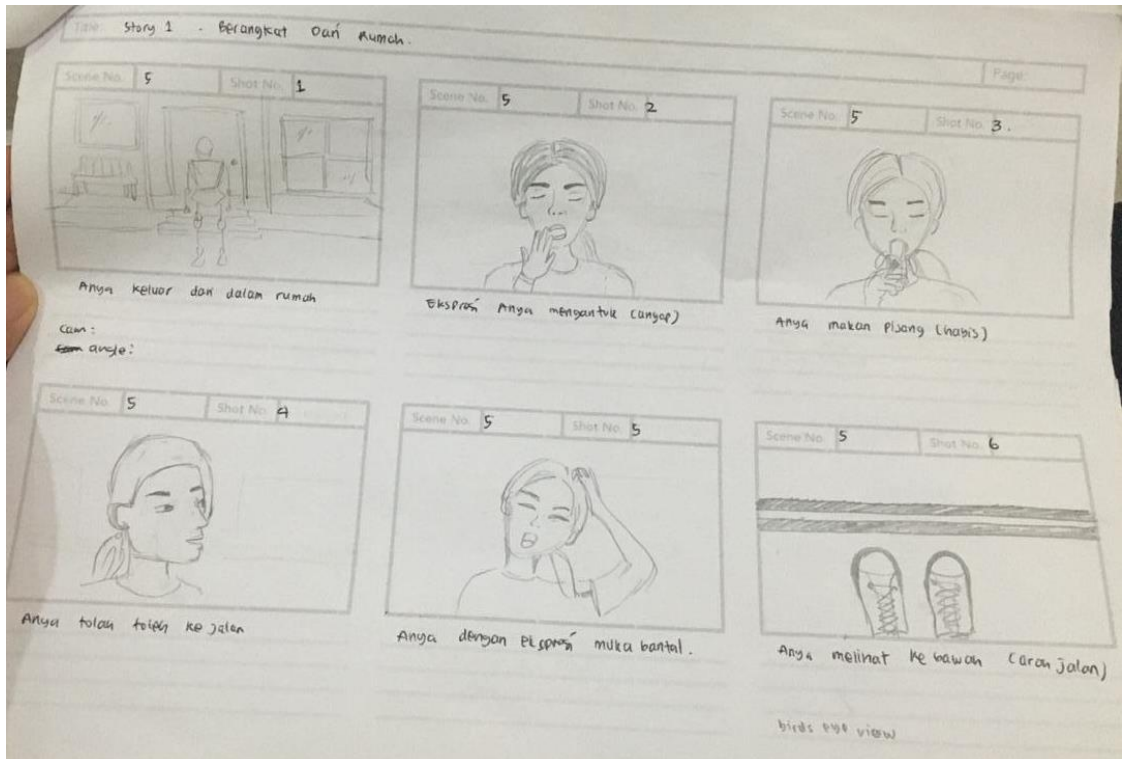 Title: Story 1 - Berangkat Dari Rumah.
Page:
Scene No. 5 Shot No. 1
Scene No. 5 Shot No. 2
Scene No. 5 Shot No. 3.
Anya keluar dari dalam rumah
Ekspresi Anya mengantuk (angop)
Anya makan pisang (habis)
Cam:
angle:
Scene No. 5 Shot No. 4
Scene No. 5 Shot No. 5
Scene No. 5 Shot No. 6
Anya tolah toleh ke jalan
Anya dengan ekspresi muka bantal.
Anya melihat ke bawah (arah jalan)
birds eye view